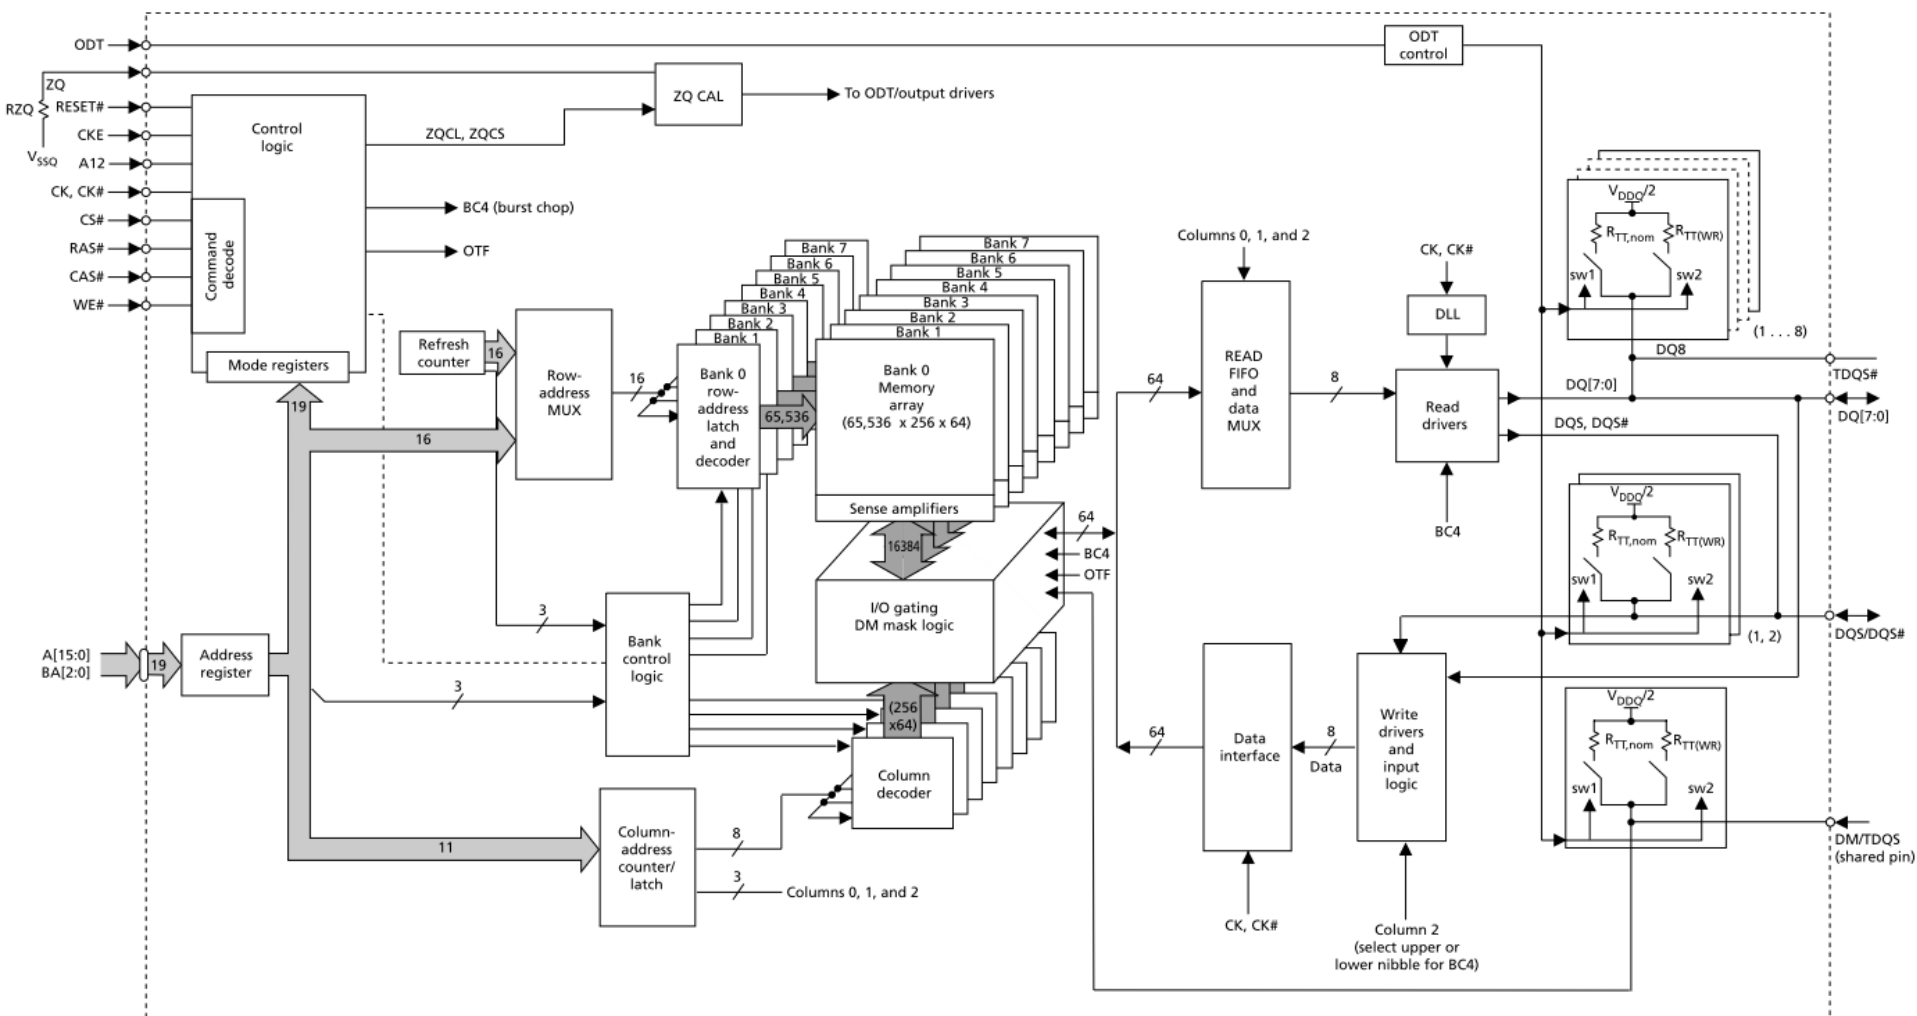 ODT
ODT
control
ZQ
RZQ
VSSQ
RESET#
CKE
A12
CK, CK#
CS#
RAS#
CAS#
WE#
Control
logic
Command
decode
Mode registers
ZQCL, ZQCS
ZQ CAL
To ODT/output drivers
BC4 (burst chop)
OTF
Refresh
counter
16
Row-
address
MUX
16
19
16
Bank 7
Bank 6
Bank 5
Bank 4
Bank 3
Bank 2
Bank 1
Bank 0
row-
address
latch
and
decoder
65,536
Bank 7
Bank 6
Bank 5
Bank 4
Bank 3
Bank 2
Bank 1
Bank 0
Memory
array
(65,536 x 256 x 64)
Sense amplifiers
16384
I/O gating
DM mask logic
64
BC4
OTF
3
Bank
control
logic
3
A[15:0]
BA[2:0]
19
Address
register
(256
x64)
Column
decoder
11
Column-
address
counter/
latch
8
3
Columns 0, 1, and 2
Columns 0, 1, and 2
64
READ
FIFO
and
data
MUX
8
CK, CK#
DLL
Read
drivers
BC4
DQ[7:0]
DQS, DQS#
64
Data
interface
8
Data
Write
drivers
and
input
logic
CK, CK#
Column 2
(select upper or
lower nibble for BC4)
VDDQ/2
RTT,nom
RTT(WR)
sw1
sw2
(1 . . . 8)
DQ8
TDQS#
DQ[7:0]
VDDQ/2
RTT,nom
RTT(WR)
sw1
sw2
(1, 2)
DQS/DQS#
VDDQ/2
RTT,nom
RTT(WR)
sw1
sw2
DM/TDQS
(shared pin)